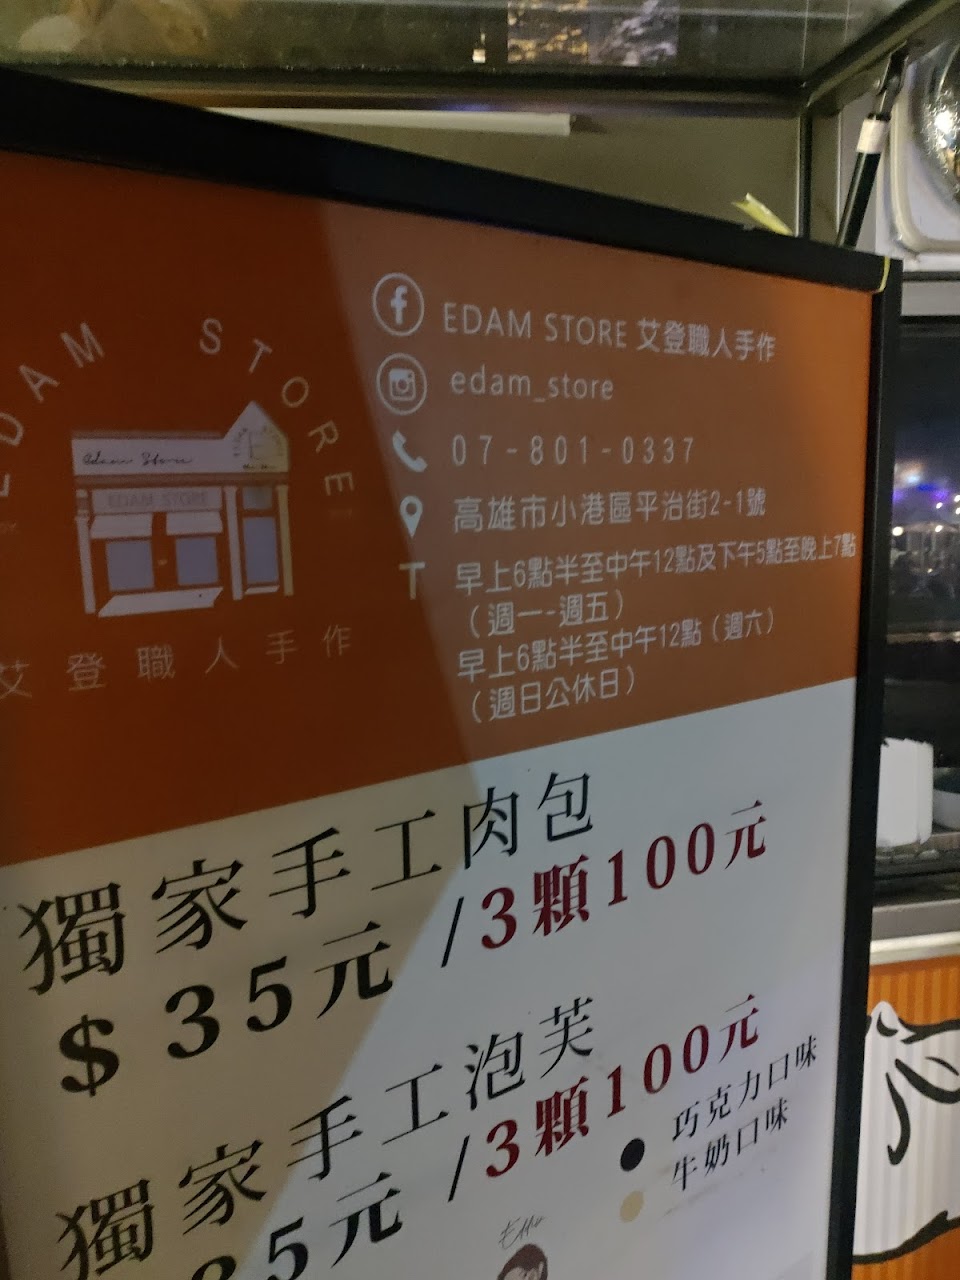 EDAM STORE
Edam Store
EDAM STORE
艾登職人手作
EDAM STORE 艾登職人手作
edam_store
07-801-0337
高雄市小港區平治街2-1號
T 早上6點半至中午12點及下午5點至晚上7點
（週一-週五）
早上6點半至中午12點（週六）
（週日公休日）
獨家手工肉包
$35元/3顆100元
獨家手工泡芙
35元/3顆100元
巧克力口味
牛奶口味